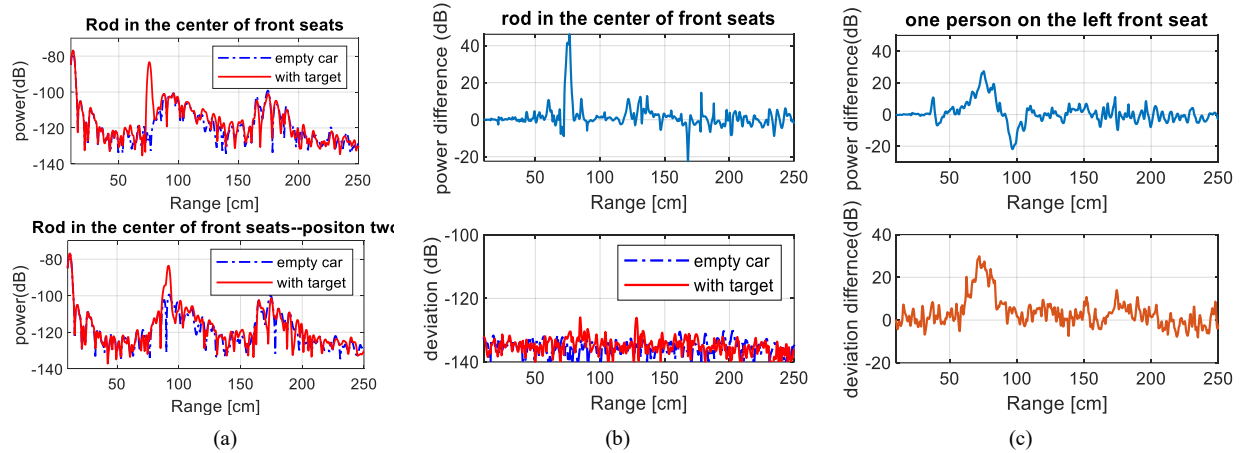 Rod in the center of front seats
power(dB)
-80
-100
-120
-140
empty car
with target
50 100 150 200 250
Range [cm]
Rod in the center of front seats--positon two
power(dB)
-80
-100
-120
-140
empty car
with target
50 100 150 200 250
Range [cm]
(a)
rod in the center of front seats
power difference (dB)
40
20
0
-20
50 100 150 200 250
Range [cm]
deviation (dB)
-100
-120
-140
empty car
with target
50 100 150 200 250
Range [cm]
(b)
one person on the left front seat
power difference(dB)
40
20
0
-20
50 100 150 200 250
Range [cm]
deviation differnce(dB)
40
20
0
-20
50 100 150 200 250
Range [cm]
(c)